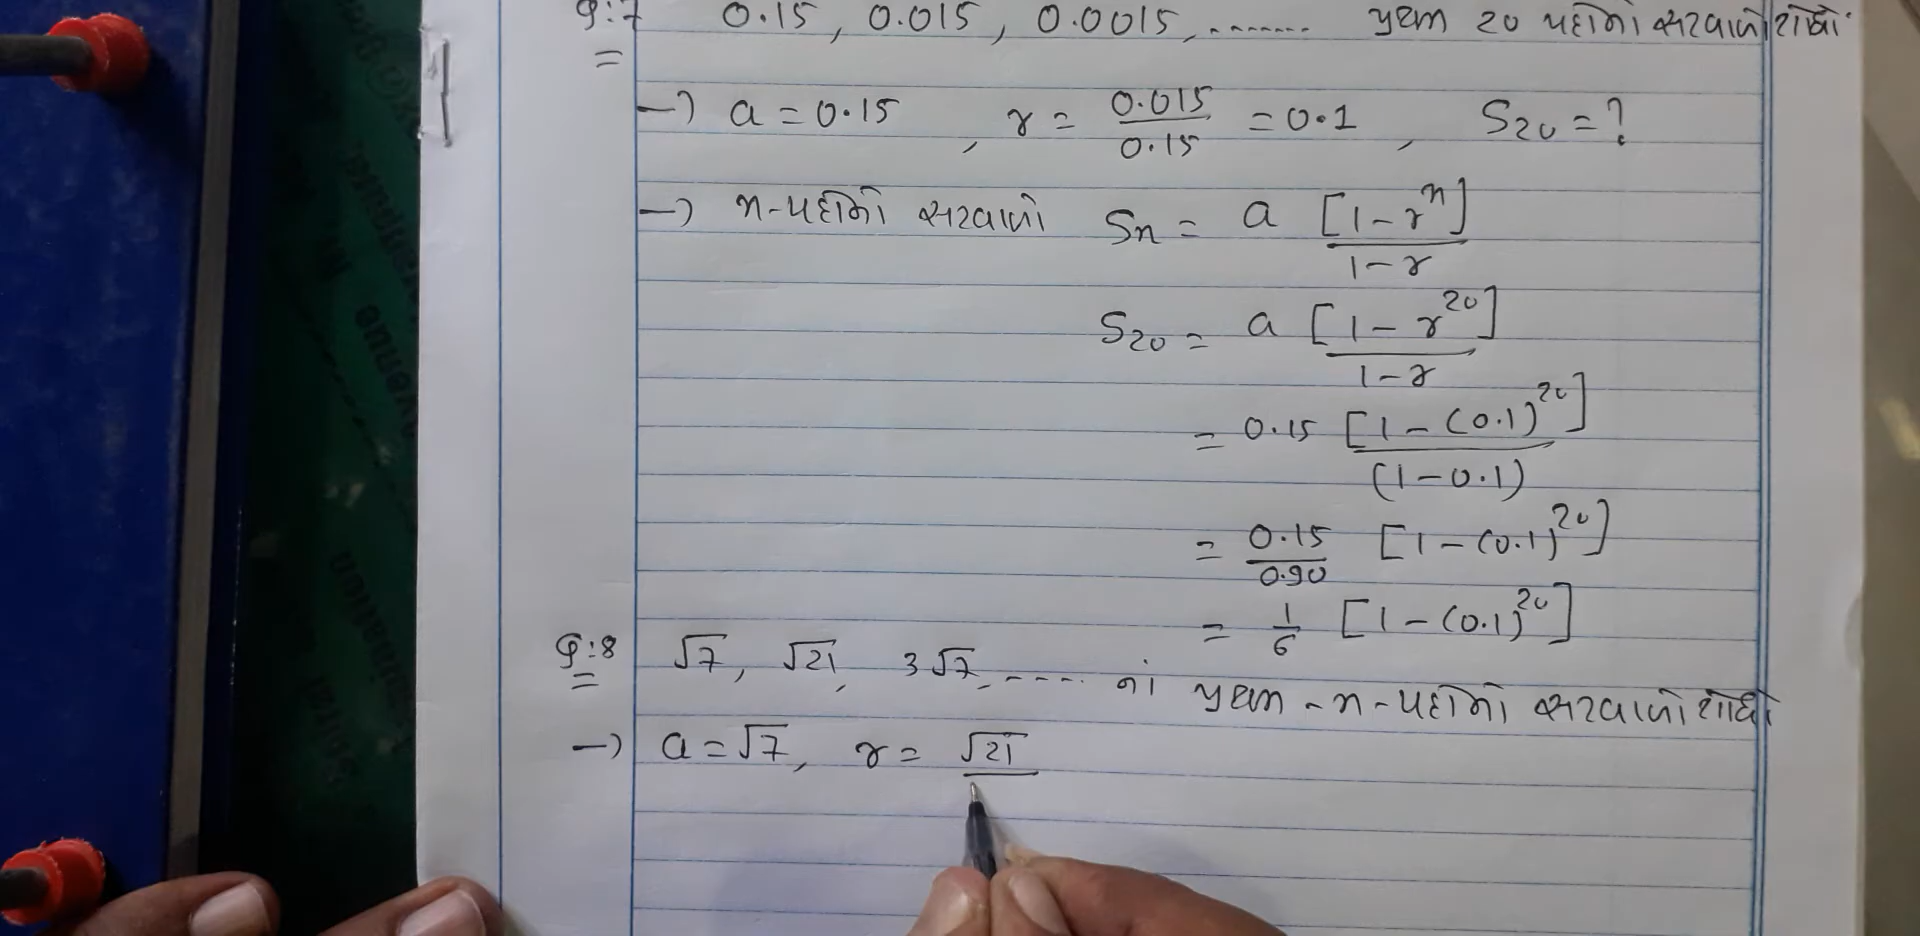 Q:7 0.15, 0.015, 0.0015, ....... પ્રથમ 20 પદોનો સરવાળો શોધો.
→ a = 0.15, r = 0.015/0.15 = 0.1, S20 = ?
→ n-પદોનો સરવાળો Sn = a [1-r^n]/1-r
S20 = a [1-r^20]/1-r
= 0.15 [1-(0.1)^20]/(1-0.1)
= 0.15/0.90 [1-(0.1)^20]
= 1/6 [1-(0.1)^20]
Q:8 √7, √21, 3√7, .... નાં પ્રથમ -n- પદોનો સરવાળો શોધો
→ a = √7, r = √21